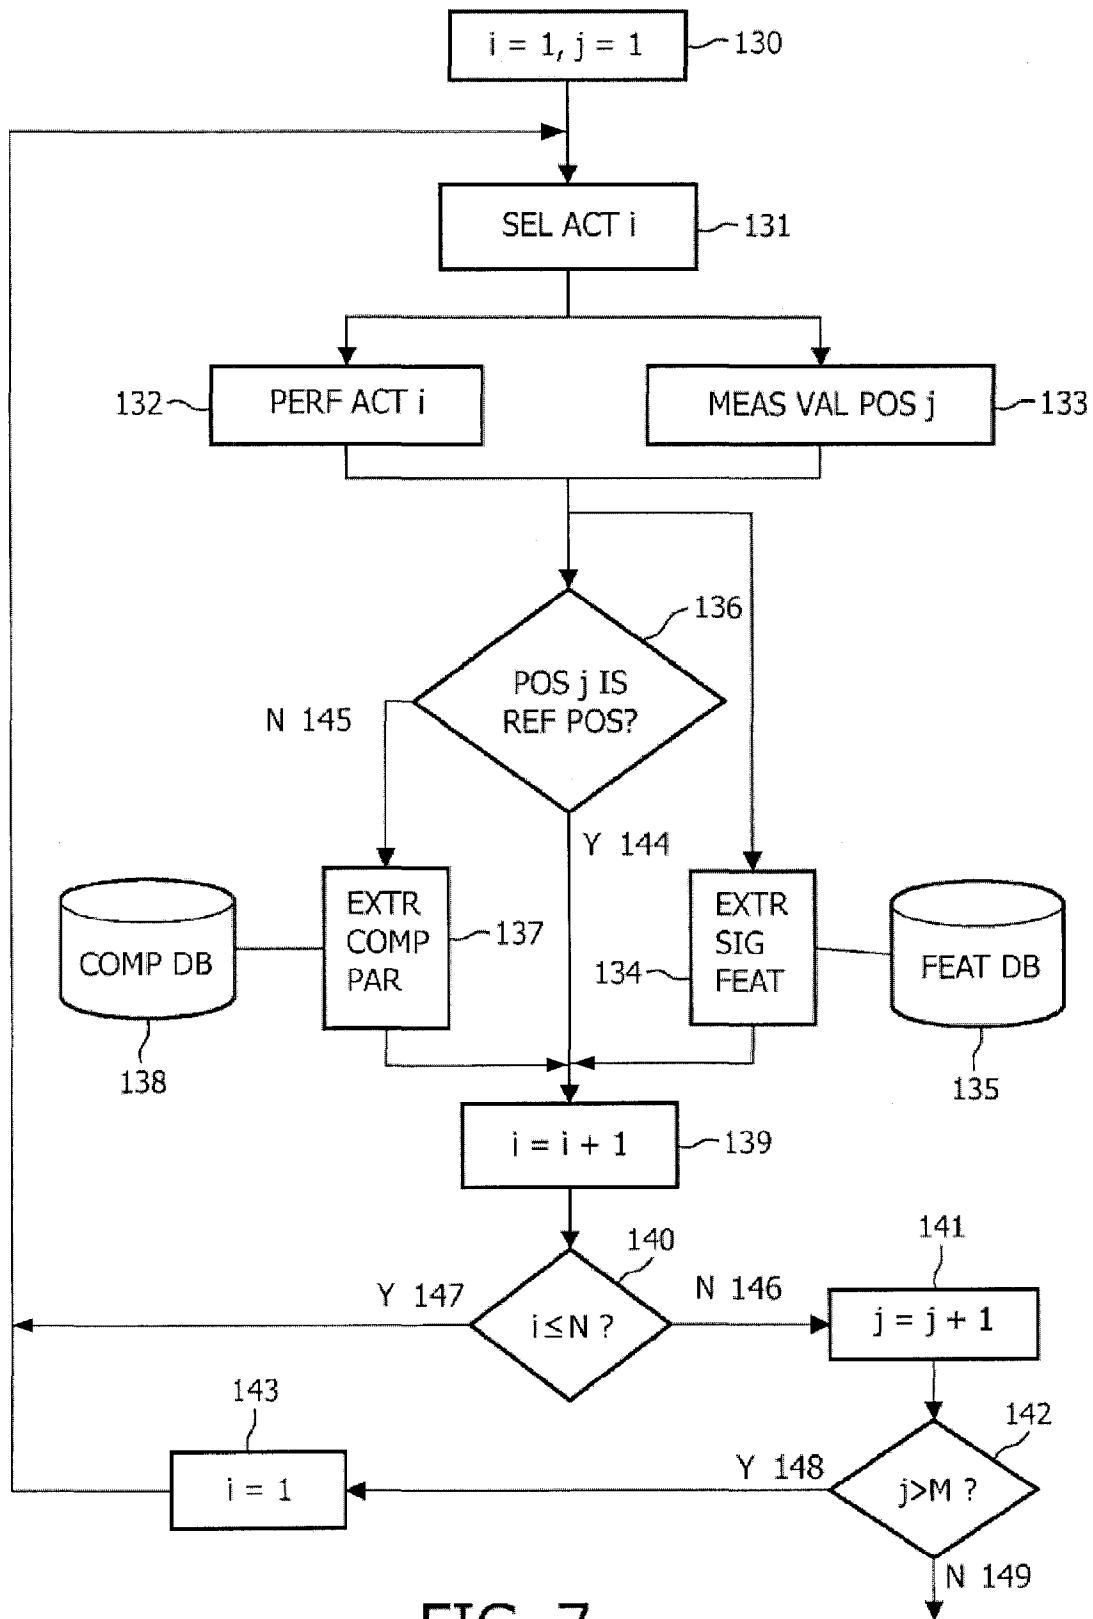 i = 1, j = 1
130
SEL ACT i
131
132
PERF ACT i
MEAS VAL POS j
133
136
POS j IS
REF POS?
N 145
Y 144
COMP DB
138
EXTR
COMP
PAR
137
134
EXTR
SIG
FEAT
FEAT DB
135
i = i + 1
139
140
i≤N ?
Y 147
N 146
141
j = j + 1
142
j>M ?
Y 148
143
i = 1
N 149
FIG. 7